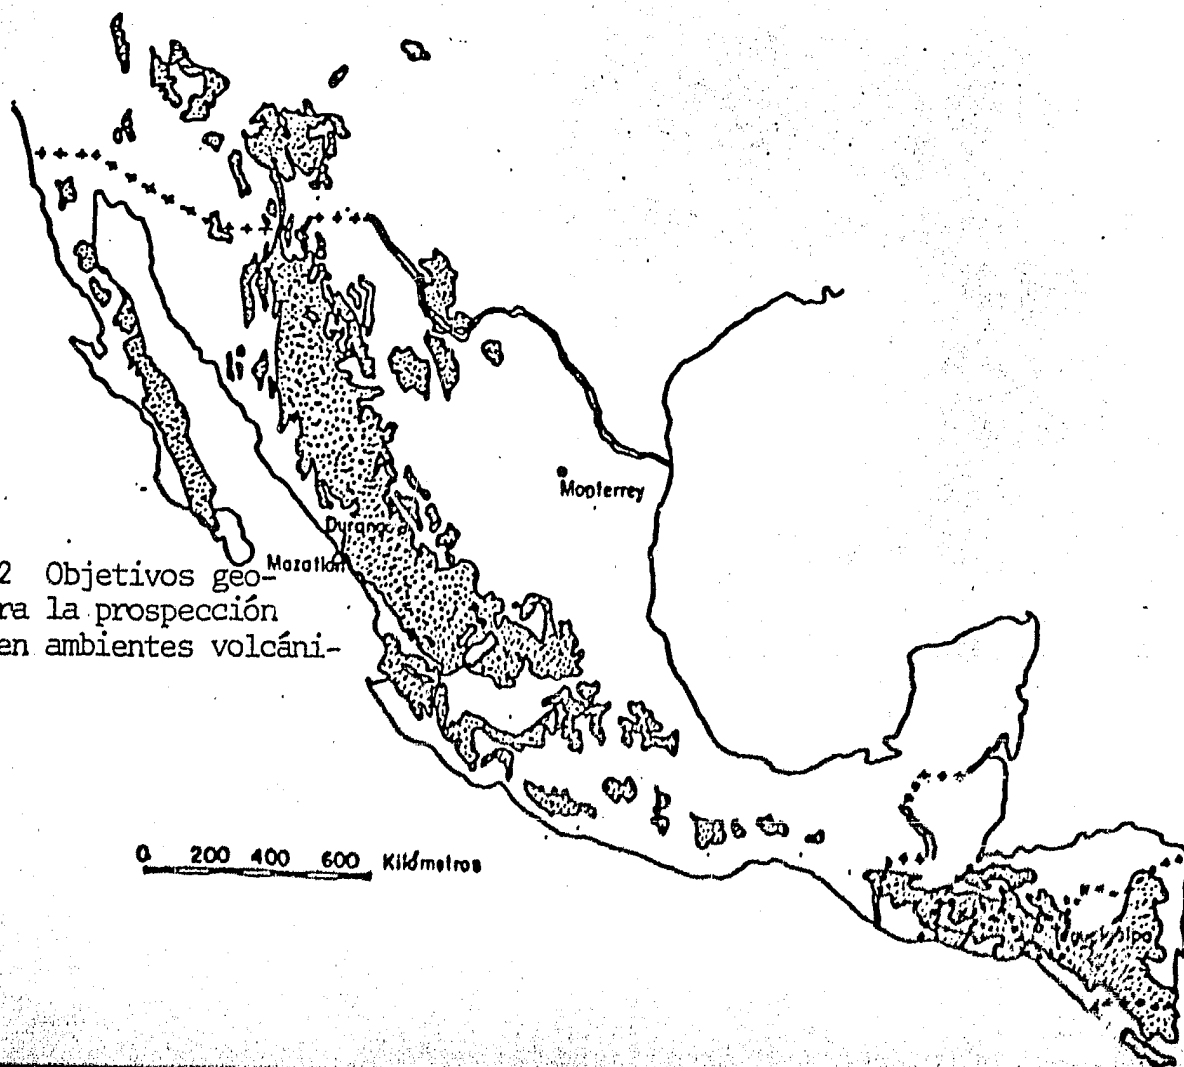 Monterrey
Durango
Mazatlán
2 Objetivos geo-
ra la prospección
en ambientes volcáni-
0 200 400 600 Kilómetros